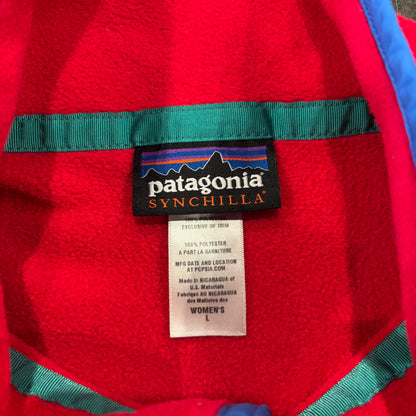 patagonia
SYNCHILLA
100% POLYESTER
EXCLUSIVE OF TRIM
100% POLYESTER
A PART LA GARNITURE
MFG DATE AND LOCATION
AT PCPGIA.COM
Made in NICARAGUA of
U.S. Materials
Fabriqué AU NICARAGUA
des Matières des
WOMEN'S
L